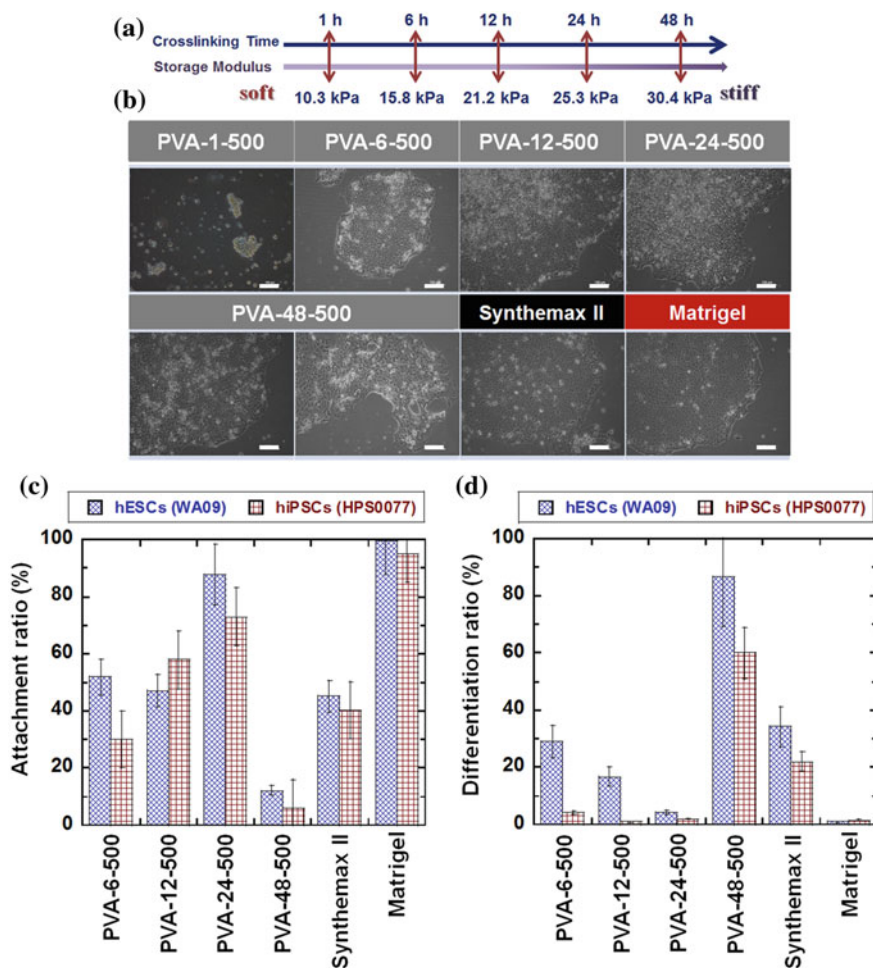 (a)
1 h 6 h 12 h 24 h 48 h
Crosslinking Time
Storage Modulus
soft 10.3 kPa 15.8 kPa 21.2 kPa 25.3 kPa 30.4 kPa stiff
(b)
PVA-1-500 PVA-6-500 PVA-12-500 PVA-24-500
PVA-48-500 Synthemax II Matrigel
(c)
hESCs (WA09) hiPSCs (HPS0077)
Attachment ratio (%)
100
80
60
40
20
0
PVA-6-500
PVA-12-500
PVA-24-500
PVA-48-500
Synthemax II
Matrigel
(d)
hESCs (WA09) hiPSCs (HPS0077)
Differentiation ratio (%)
100
80
60
40
20
0
PVA-6-500
PVA-12-500
PVA-24-500
PVA-48-500
Synthemax II
Matrigel